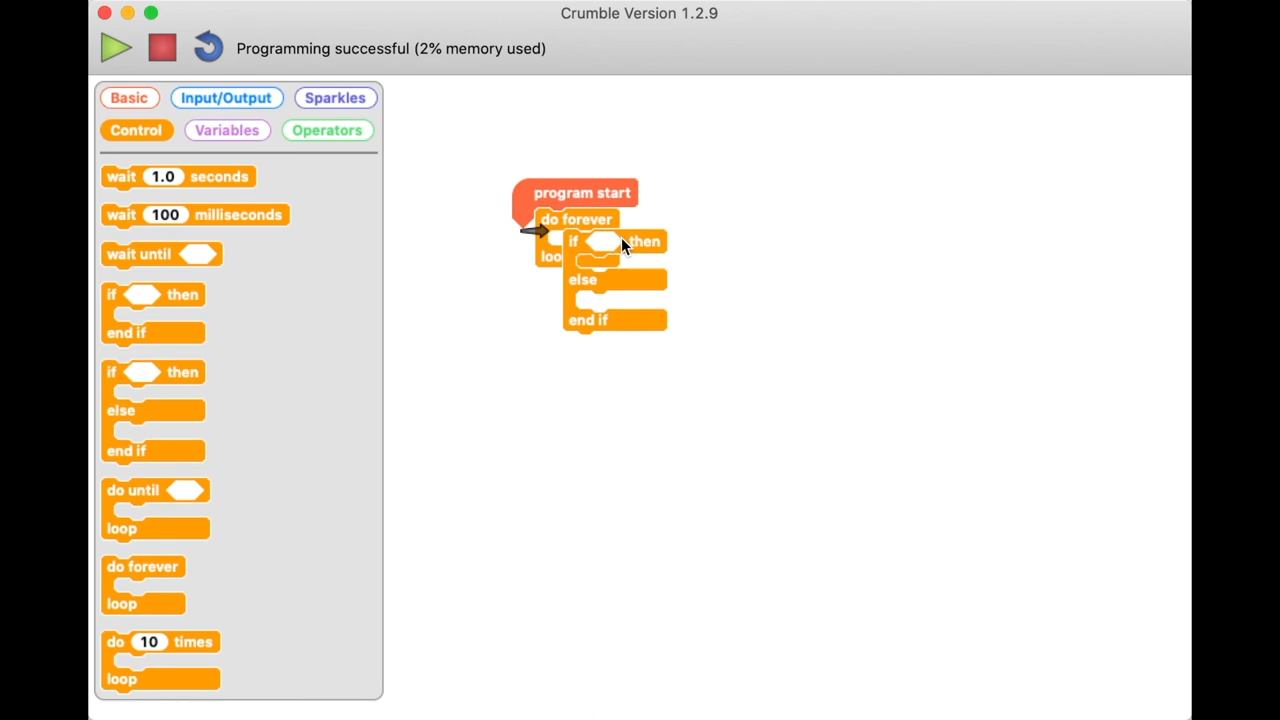 Crumble Version 1.2.9
Programming successful (2% memory used)
Basic Input/Output Sparkles
Control Variables Operators
wait 1.0 seconds
wait 100 milliseconds
wait until
if then
end if
if then
else
end if
do until
loop
do forever
loop
do 10 times
loop
program start
do forever
if then
loo
else
end if